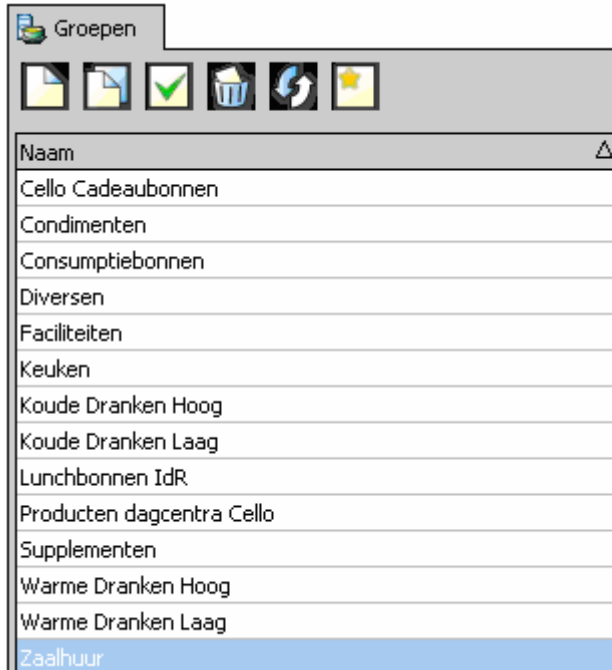 Groepen
Naam
Cello Cadeaubonnen
Condimenten
Consumptiebonnen
Diversen
Faciliteiten
Keuken
Koude Dranken Hoog
Koude Dranken Laag
Lunchbonnen IdR
Producten dagcentra Cello
Supplementen
Warme Dranken Hoog
Warme Dranken Laag
Zaalhuur